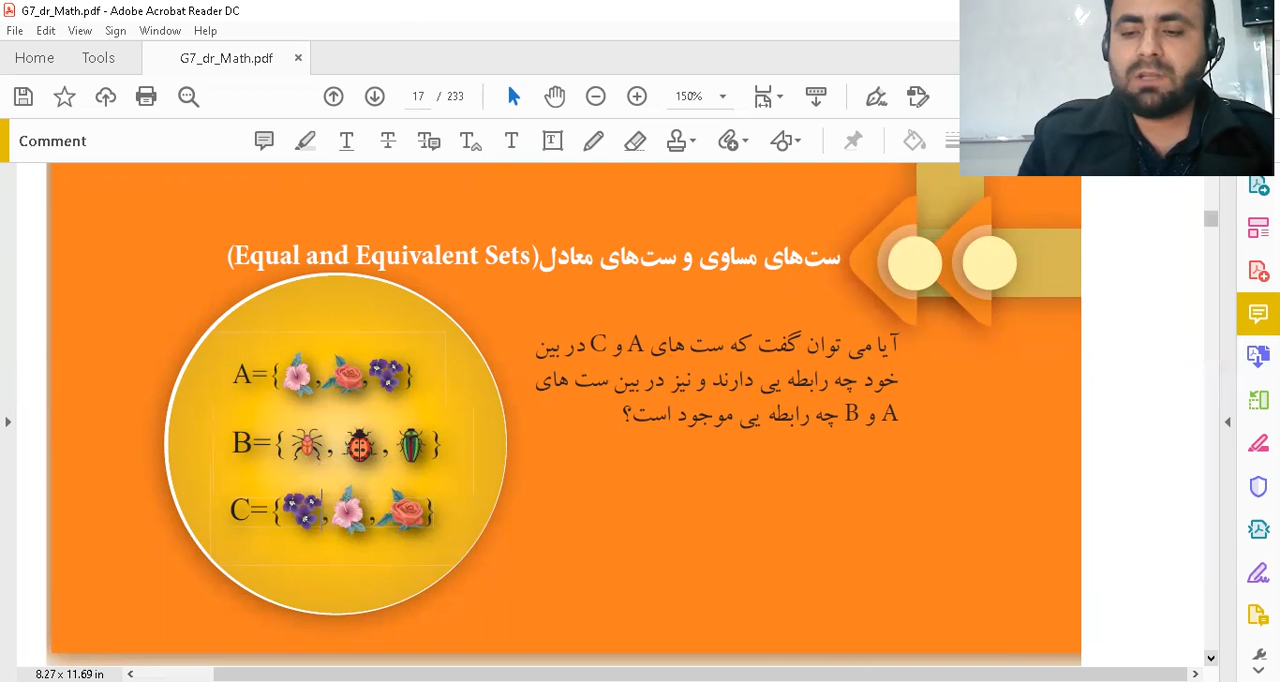 G7_dr_Math.pdf - Adobe Acrobat Reader DC
File Edit View Sign Window Help
Home Tools G7_dr_Math.pdf ×
17 / 233 150%
Comment
ست‌های مساوی و ست‌های معادل(Equal and Equivalent Sets)
آیا می توان گفت که ست های A و C در بین
خود چه رابطه یی دارند و نیز در بین ست های
A و B چه رابطه یی موجود است؟
A={ , , }
B={ , , }
C={ , , }
8.27 x 11.69 in